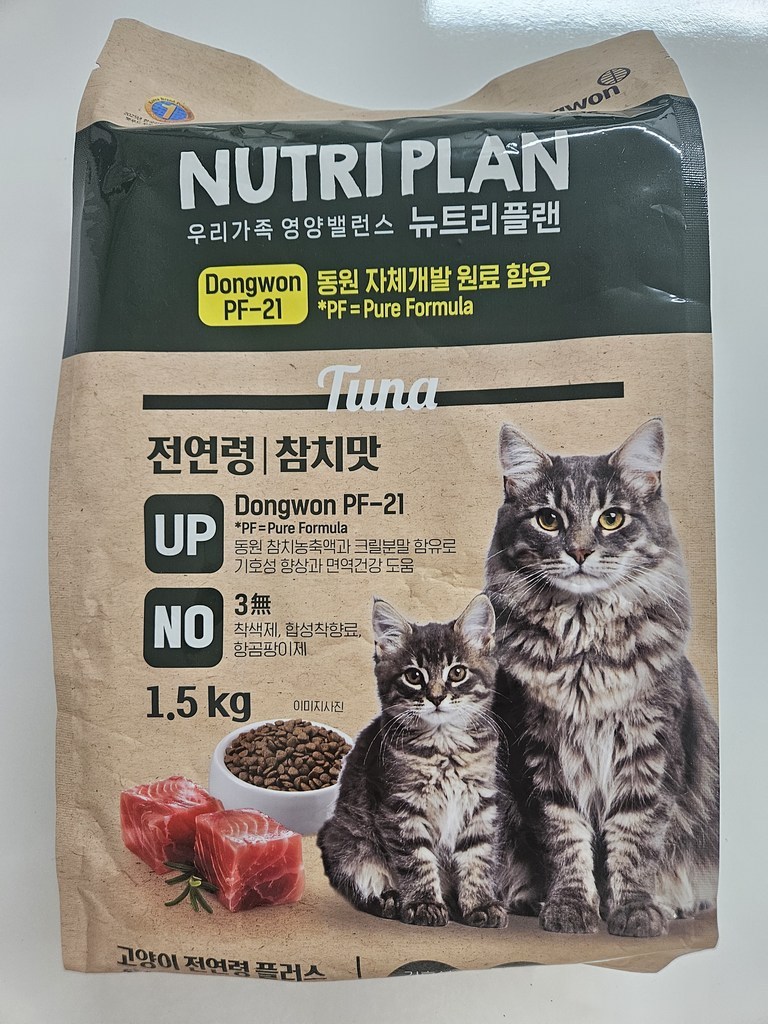 NUTRI PLAN
우리가족 영양밸런스 뉴트리플랜
Dongwon
PF-21
동원 자체개발 원료 함유
*PF=Pure Formula
Tuna
전연령 | 참치맛
UP
Dongwon PF-21
*PF=Pure Formula
동원 참치농축액과 크릴분말 함유로
기호성 향상과 면역건강 도움
NO
3無
착색제, 합성착향료,
항곰팡이제
1.5 kg
이미지사진
고양이 전연령 플러스